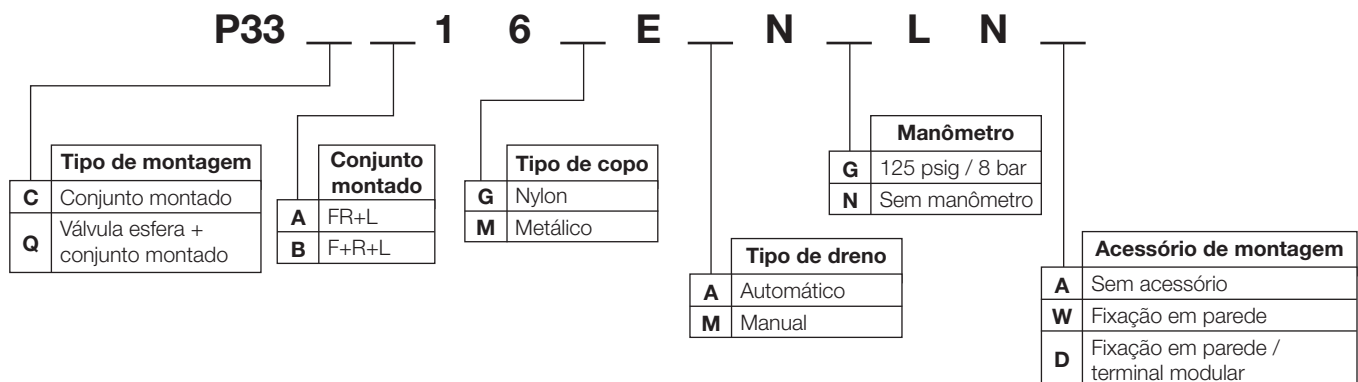 P33 __ __ 1 6 __ E __ N __ L N __
Tipo de montagem
C Conjunto montado
Q Válvula esfera +
conjunto montado
Conjunto
montado
A FR+L
B F+R+L
Tipo de copo
G Nylon
M Metálico
Tipo de dreno
A Automático
M Manual
Manômetro
G 125 psig / 8 bar
N Sem manômetro
Acessório de montagem
A Sem acessório
W Fixação em parede
D Fixação em parede /
terminal modular